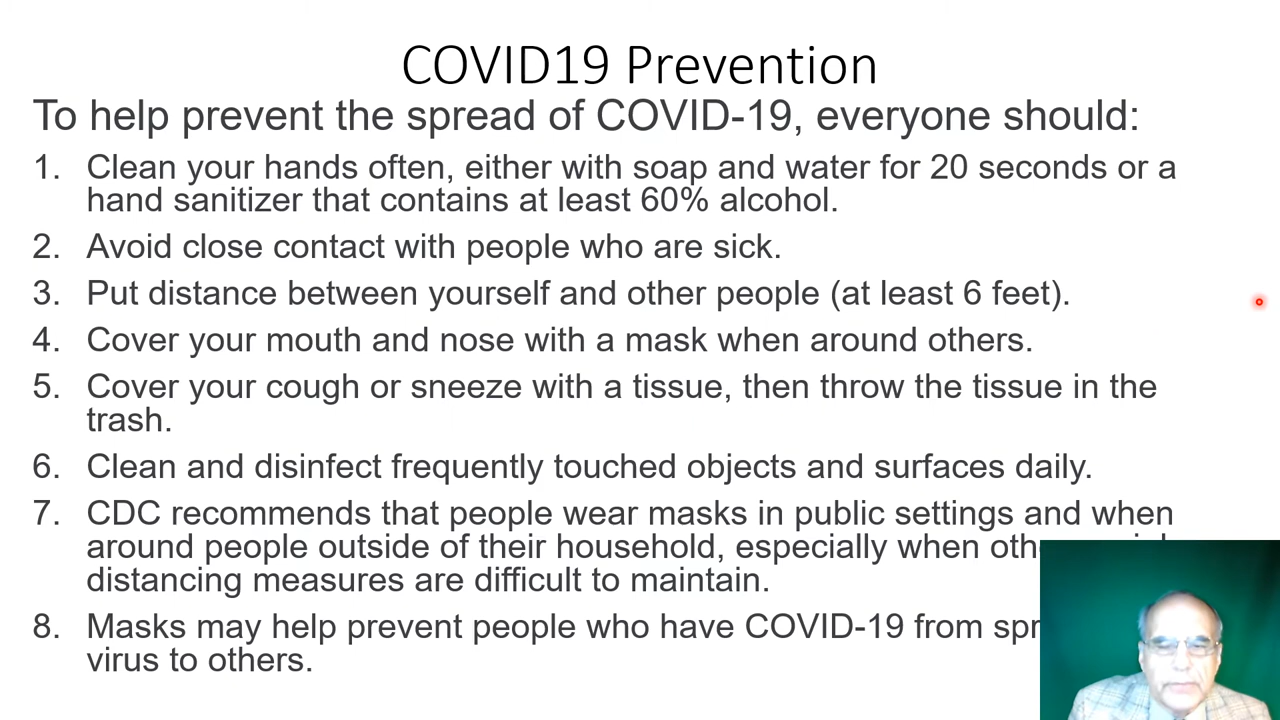 COVID19 Prevention
To help prevent the spread of COVID-19, everyone should:
1. Clean your hands often, either with soap and water for 20 seconds or a
hand sanitizer that contains at least 60% alcohol.
2. Avoid close contact with people who are sick.
3. Put distance between yourself and other people (at least 6 feet).
4. Cover your mouth and nose with a mask when around others.
5. Cover your cough or sneeze with a tissue, then throw the tissue in the
trash.
6. Clean and disinfect frequently touched objects and surfaces daily.
7. CDC recommends that people wear masks in public settings and when
around people outside of their household, especially when
distancing measures are difficult to maintain.
8. Masks may help prevent people who have COVID-19 from
virus to others.